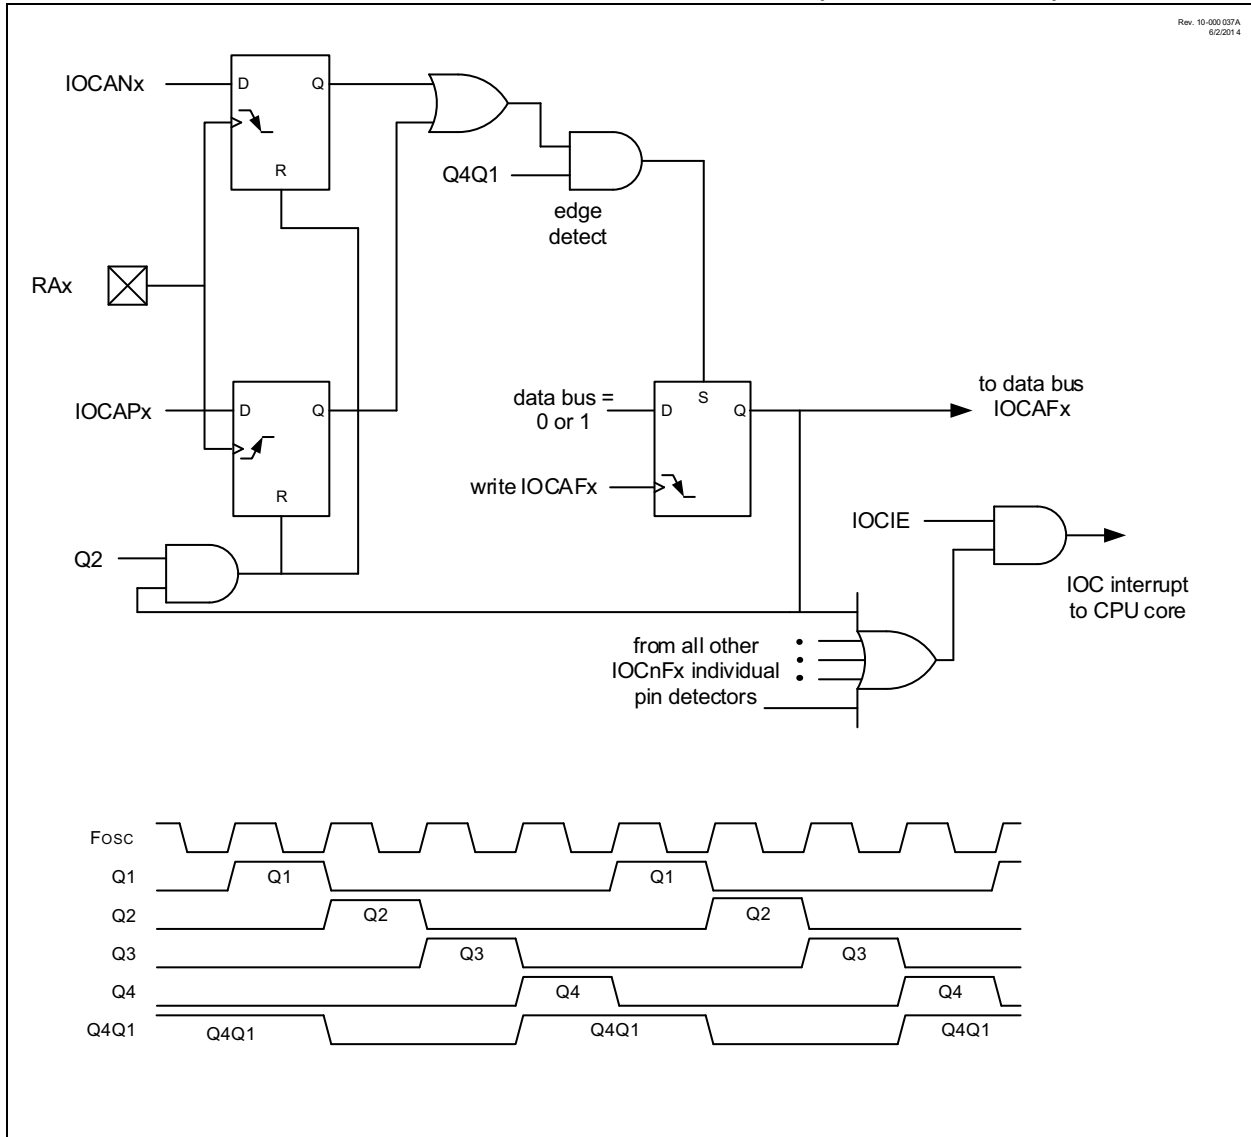 Rev. 10-000 037A
6/2/2014
IOCANx
D
Q
R
Q4Q1
edge
detect
RAx
IOCAPx
D
Q
R
Q2
data bus =
0 or 1
D
S
Q
write IOCAFx
to data bus
IOCAFx
IOCIE
IOC interrupt
to CPU core
from all other
IOCnFx individual
pin detectors
Fosc
Q1
Q1
Q1
Q2
Q2
Q2
Q3
Q3
Q3
Q4
Q4
Q4
Q4Q1
Q4Q1
Q4Q1
Q4Q1